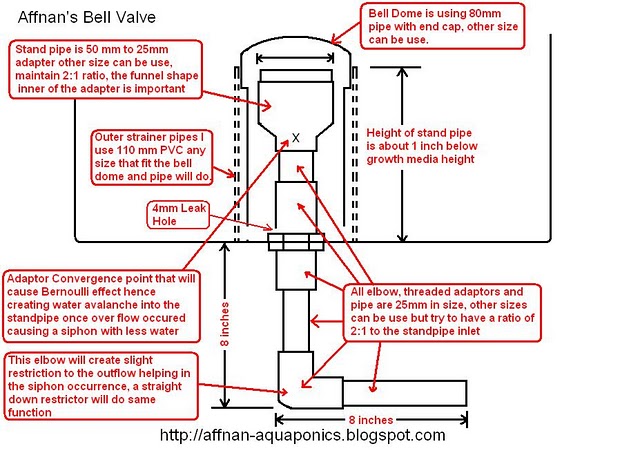 Affnan's Bell Valve
Bell Dome is using 80mm
pipe with end cap, other size
can be use.
Stand pipe is 50 mm to 25mm
adapter other size can be use,
maintain 2:1 ratio, the funnel shape
inner of the adapter is important
X
Height of stand pipe
is about 1 inch below
growth media height
Outer strainer pipes I
use 110 mm PVC any
size that fit the bell
dome and pipe will do.
4mm Leak
Hole
Adaptor Convergence point that will
cause Bernoulli effect hence
creating water avalanche into the
standpipe once over flow occured
causing a siphon with less water
8 inches
All elbow, threaded adaptors and
pipe are 25mm in size, other sizes
can be use but try to have a ratio of
2:1 to the standpipe inlet
This elbow will create slight
restriction to the outflow helping in
the siphon occurrence, a straight
down restrictor will do same
function
8 inches
http://affnan-aquaponics.blogspot.com